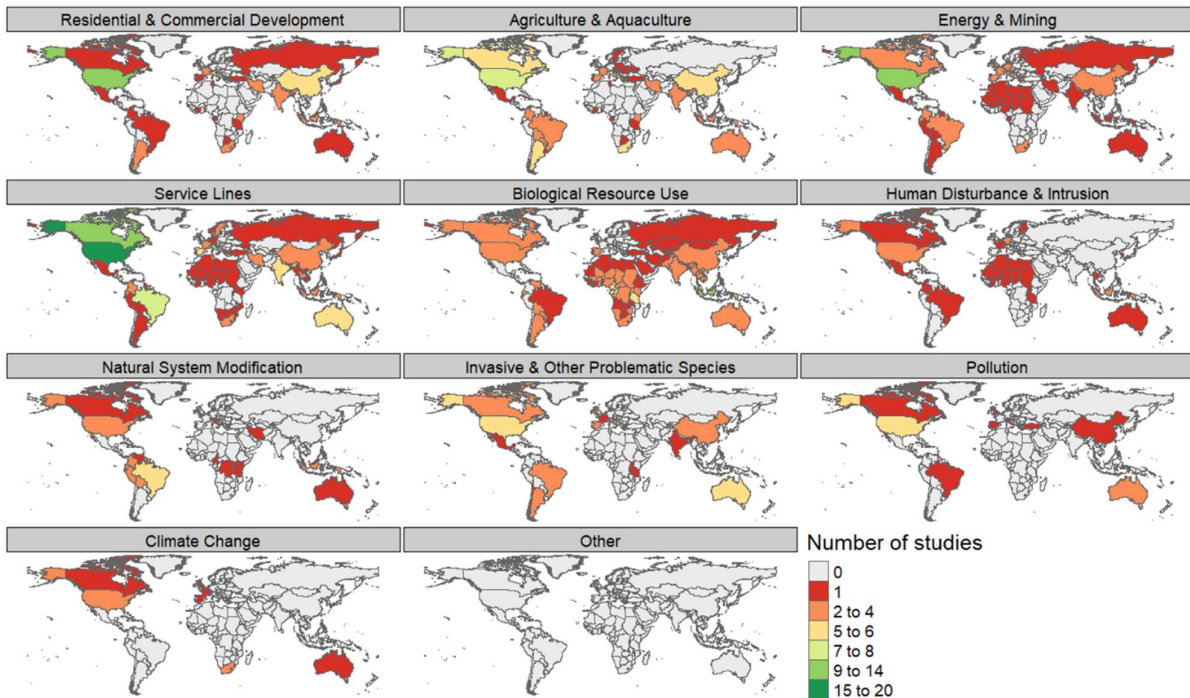 Residential & Commercial Development
Agriculture & Aquaculture
Energy & Mining
Service Lines
Biological Resource Use
Human Disturbance & Intrusion
Natural System Modification
Invasive & Other Problematic Species
Pollution
Climate Change
Other
Number of studies
0
1
2 to 4
5 to 6
7 to 8
9 to 14
15 to 20